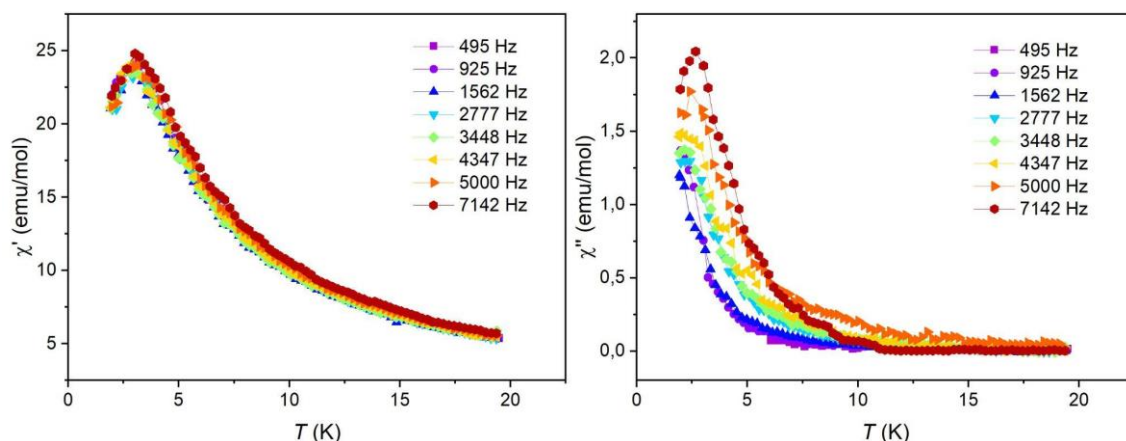 25
20
15
10
5
0
5
10
15
20
χ' (emu/mol)
T (K)
495 Hz
925 Hz
1562 Hz
2777 Hz
3448 Hz
4347 Hz
5000 Hz
7142 Hz
2,0
1,5
1,0
0,5
0,0
0
5
10
15
20
χ'' (emu/mol)
T (K)
495 Hz
925 Hz
1562 Hz
2777 Hz
3448 Hz
4347 Hz
5000 Hz
7142 Hz